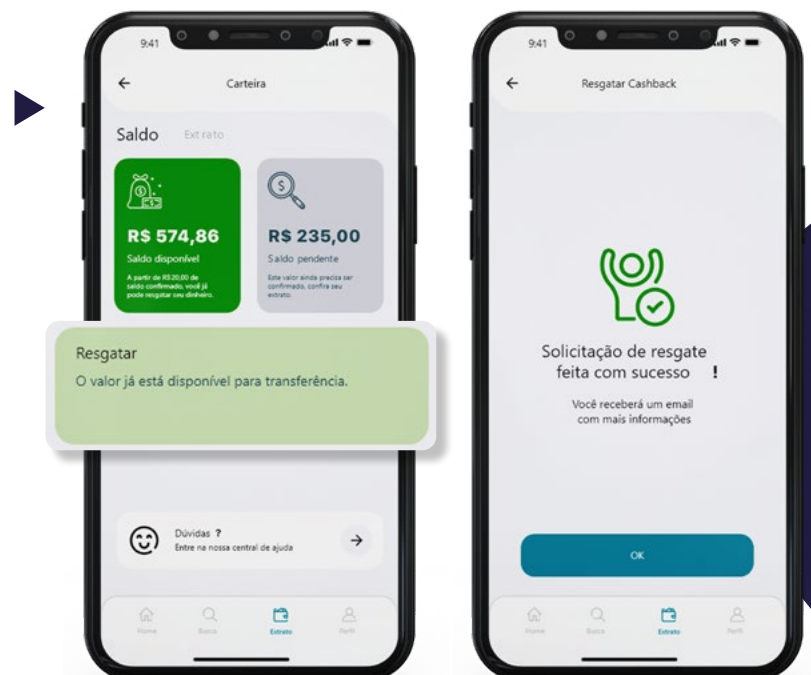 9:41
Carteira
Saldo
Extrato
R$ 574,86
Saldo disponível
A partir de R$20,00 de
saldo confirmado, você já
pode resgatar seu dinheiro.
R$ 235,00
Saldo pendente
Este valor ainda precisa ser
confirmado, confira seu
extrato.
Resgatar
O valor já está disponível para transferência.
Dúvidas ?
Entre na nossa central de ajuda
Home
Busca
Extrato
Perfil
9:41
Resgatar Cashback
Solicitação de resgate
feita com sucesso !
Você receberá um email
com mais informações
OK
Home
Busca
Extrato
Perfil